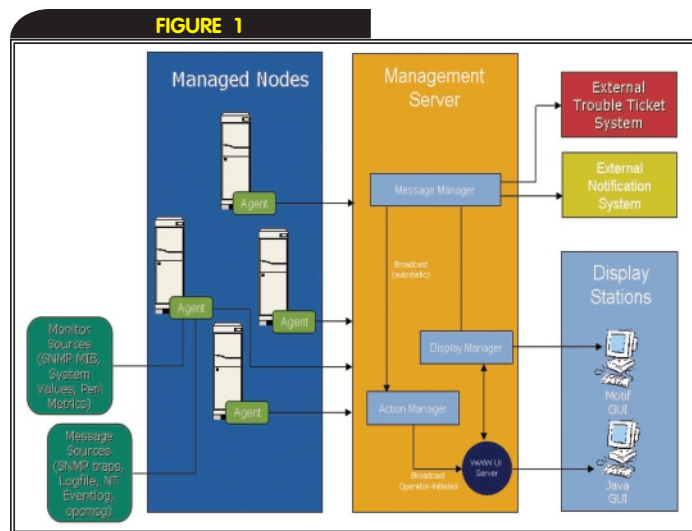 FIGURE 1
Managed Nodes
Agent
Agent
Agent
Agent
Monitor
Sources
(SNMP MIB,
System
Values, Perl
Metrics)
Message
Sources
(SNMP traps,
Logfile, NT
Eventlog,
opcmsg)
Management
Server
Message Manager
Broadcast
(automatic)
Display Manager
Action Manager
WWW UI
Server
Broadcast
Operator-Initiated
External
Trouble Ticket
System
External
Notification
System
Display
Stations
Motif
GUI
Java
GUI